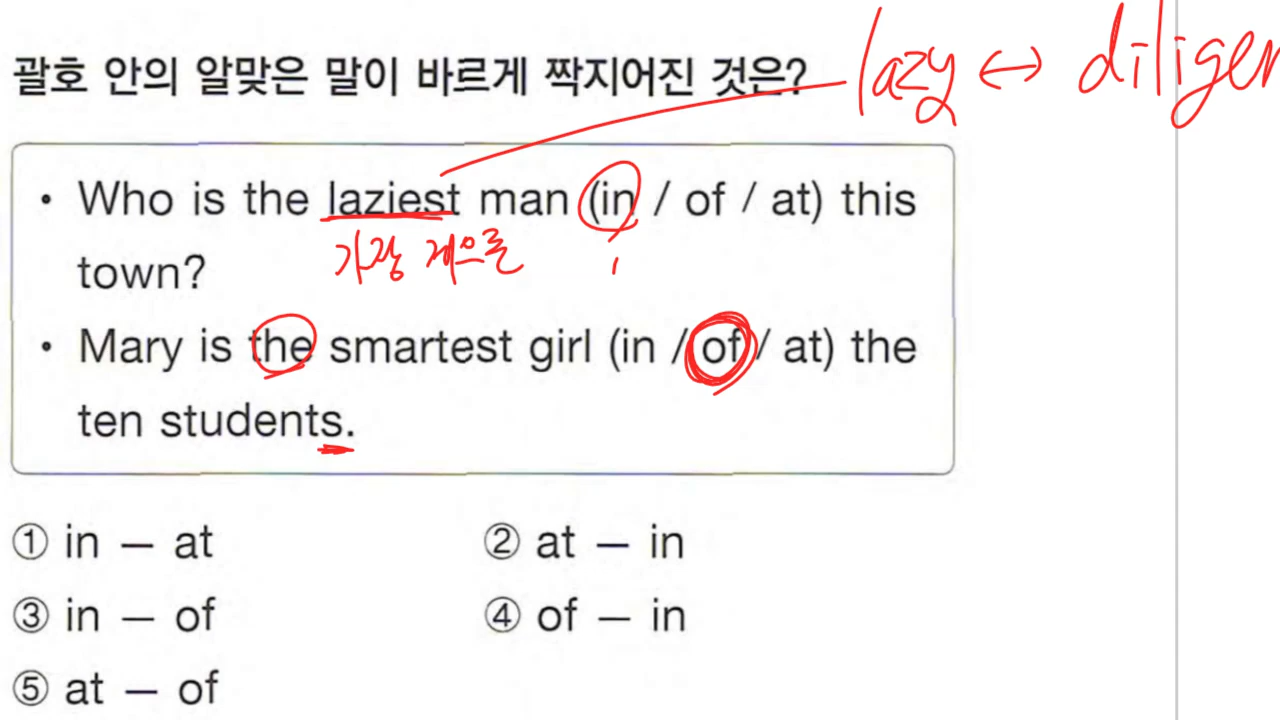 괄호 안의 알맞은 말이 바르게 짝지어진 것은?
lazy ↔ diligen
• Who is the laziest man (in / of / at) this
가장 게으른
town?
• Mary is the smartest girl (in / of / at) the
ten students.
① in – at
② at – in
③ in – of
④ of – in
⑤ at – of